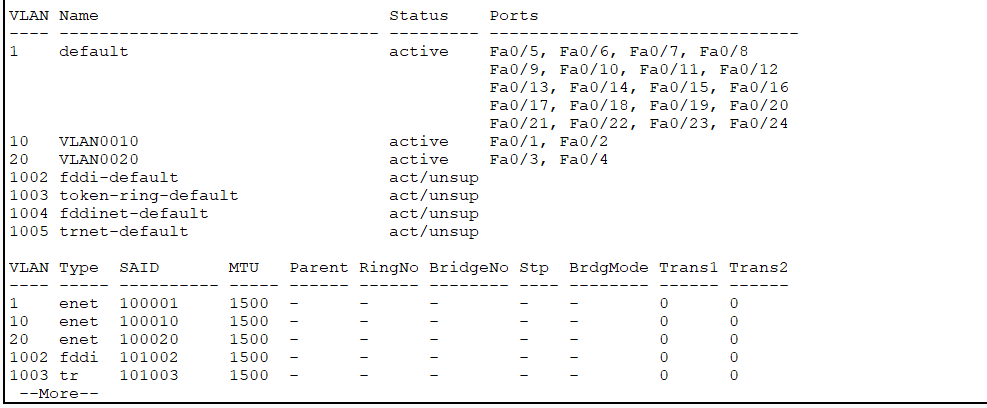 VLAN Name                             Status    Ports
---- -------------------------------- --------- -------------------------------
1    default                          active    Fa0/5, Fa0/6, Fa0/7, Fa0/8
                                                Fa0/9, Fa0/10, Fa0/11, Fa0/12
                                                Fa0/13, Fa0/14, Fa0/15, Fa0/16
                                                Fa0/17, Fa0/18, Fa0/19, Fa0/20
                                                Fa0/21, Fa0/22, Fa0/23, Fa0/24
10   VLAN0010                         active    Fa0/1, Fa0/2
20   VLAN0020                         active    Fa0/3, Fa0/4
1002 fddi-default                     act/unsup
1003 token-ring-default               act/unsup
1004 fddinet-default                  act/unsup
1005 trnet-default                    act/unsup

VLAN Type  SAID       MTU   Parent RingNo BridgeNo Stp  BrdgMode Trans1 Trans2
---- ----- ---------- ----- ------ ------ -------- ---- -------- ------ ------
1    enet  100001     1500  -      -      -        -    -        0      0
10   enet  100010     1500  -      -      -        -    -        0      0
20   enet  100020     1500  -      -      -        -    -        0      0
1002 fddi  101002     1500  -      -      -        -    -        0      0
1003 tr    101003     1500  -      -      -        -    -        0      0
 --More--